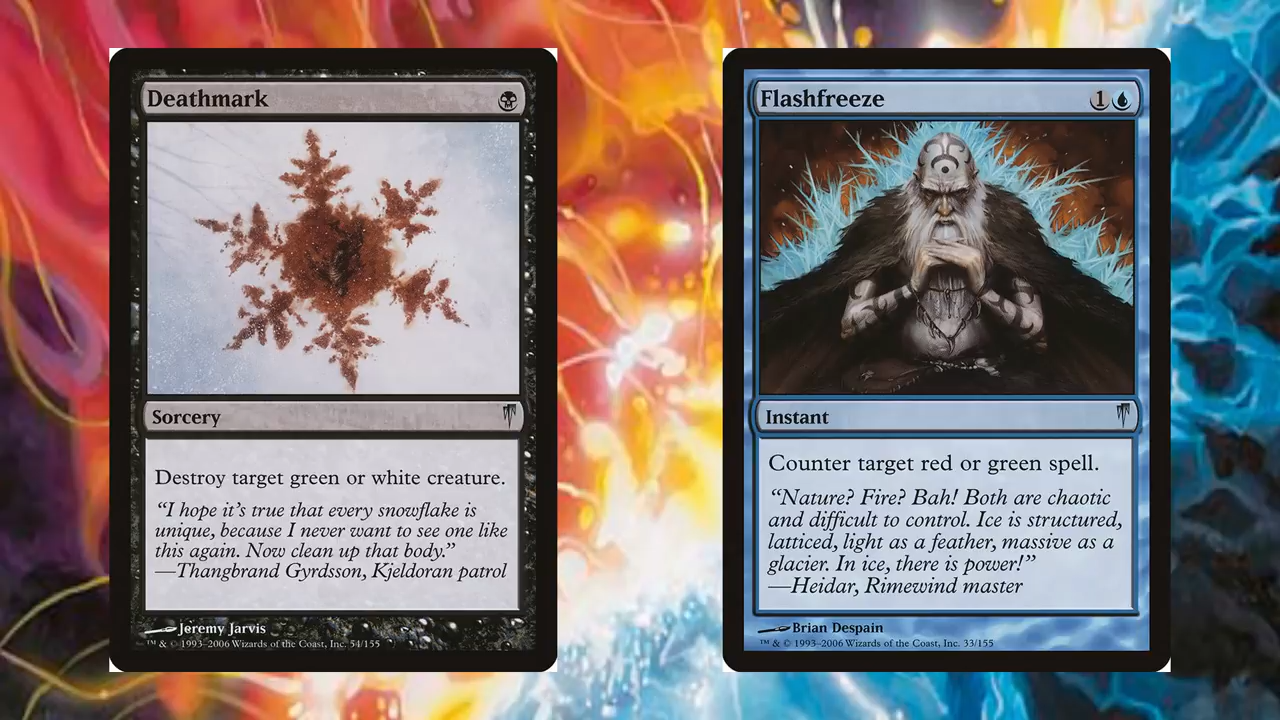 Deathmark
Sorcery
Destroy target green or white creature.
“I hope it’s true that every snowflake is
unique, because I never want to see one like
this again. Now clean up that body.”
—Thangbrand Gyrdsson, Kjeldoran patrol
Jeremy Jarvis
™ & © 1993–2006 Wizards of the Coast, Inc. 54/155
Flashfreeze 1
Instant
Counter target red or green spell.
“Nature? Fire? Bah! Both are chaotic
and difficult to control. Ice is structured,
latticed, light as a feather, massive as a
glacier. In ice, there is power!”
—Heidar, Rimewind master
Brian Despain
™ & © 1993–2006 Wizards of the Coast, Inc. 33/155